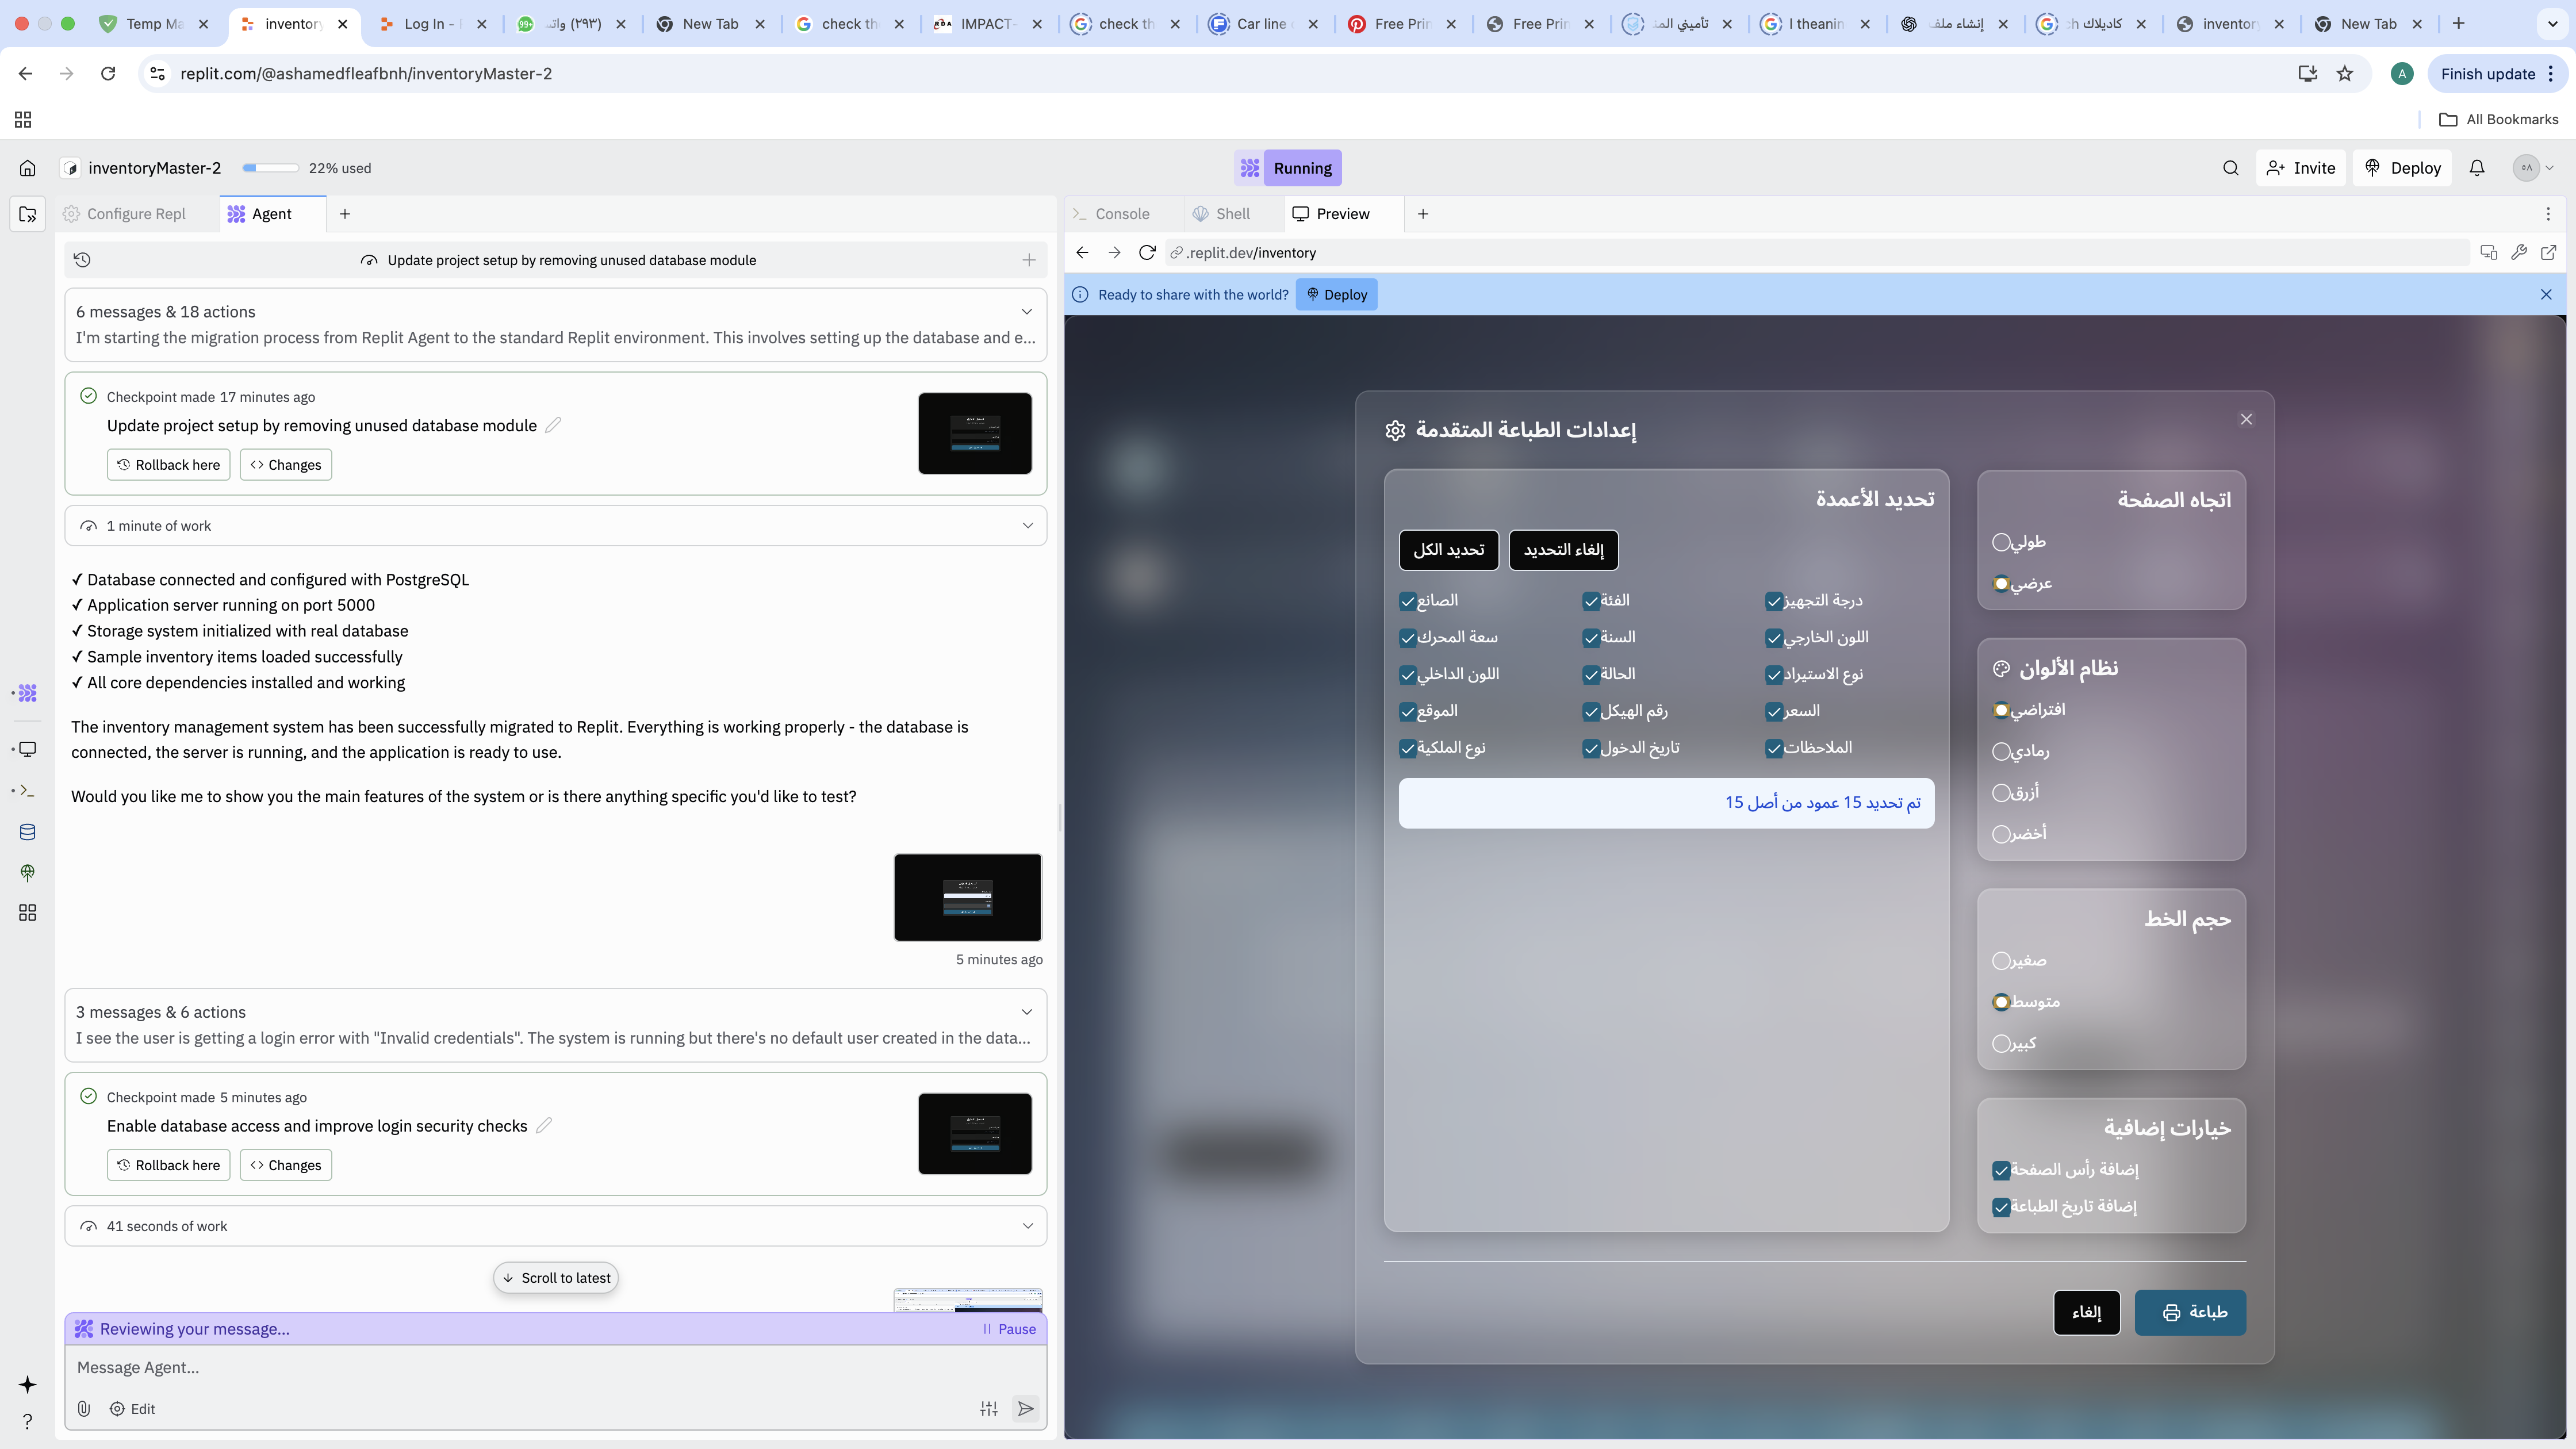 Temp Ma
inventory
Log In -
(٢٩٣) واتس
New Tab
check the
IMPACT-
check th
Car line
Free Prin
Free Prin
تأميني المذ
I theanin
إنشاء ملف
كاديلاك ch
inventory
New Tab
replit.com/@ashamedfleafbnh/inventoryMaster-2
A
Finish update
All Bookmarks
inventoryMaster-2
22% used
Running
Invite
Deploy
Configure Repl
Agent
Console
Shell
Preview
Update project setup by removing unused database module
.replit.dev/inventory
Ready to share with the world?
Deploy
6 messages & 18 actions
I'm starting the migration process from Replit Agent to the standard Replit environment. This involves setting up the database and e...
Checkpoint made 17 minutes ago
Update project setup by removing unused database module
Rollback here
Changes
1 minute of work
✓ Database connected and configured with PostgreSQL
✓ Application server running on port 5000
✓ Storage system initialized with real database
✓ Sample inventory items loaded successfully
✓ All core dependencies installed and working
The inventory management system has been successfully migrated to Replit. Everything is working properly - the database is
connected, the server is running, and the application is ready to use.
Would you like me to show you the main features of the system or is there anything specific you'd like to test?
5 minutes ago
3 messages & 6 actions
I see the user is getting a login error with "Invalid credentials". The system is running but there's no default user created in the data...
Checkpoint made 5 minutes ago
Enable database access and improve login security checks
Rollback here
Changes
41 seconds of work
Scroll to latest
Reviewing your message...
Pause
Message Agent...
Edit
إعدادات الطباعة المتقدمة
اتجاه الصفحة
طولي
عرضي
نظام الألوان
افتراضي
رمادي
أزرق
أخضر
حجم الخط
صغير
متوسط
كبير
خيارات إضافية
إضافة رأس الصفحة
إضافة تاريخ الطباعة
تحديد الأعمدة
إلغاء التحديد
تحديد الكل
درجة التجهيز
الفئة
الصانع
اللون الخارجي
السنة
سعة المحرك
نوع الاستيراد
الحالة
اللون الداخلي
السعر
رقم الهيكل
الموقع
الملاحظات
تاريخ الدخول
نوع الملكية
تم تحديد 15 عمود من أصل 15
طباعة
إلغاء